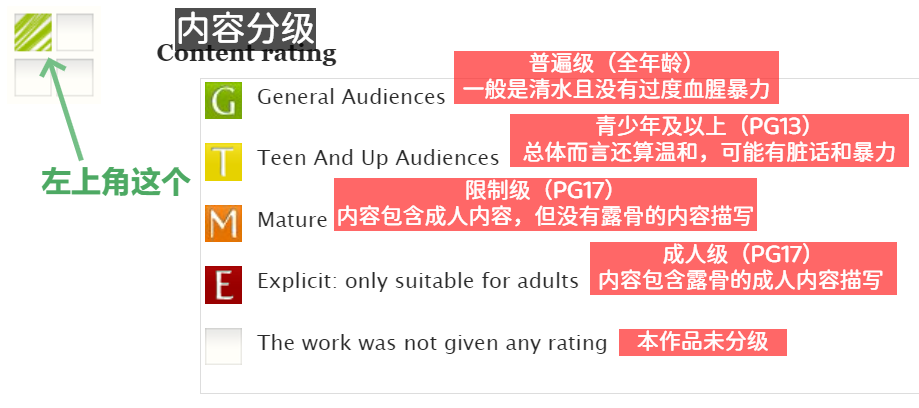 内容分级
Content rating
左上角这个
G
General Audiences
普遍级（全年龄）
一般是清水且没有过度血腥暴力
T
Teen And Up Audiences
青少年及以上（PG13）
总体而言还算温和，可能有脏话和暴力
M
Mature
限制级（PG17）
内容包含成人内容，但没有露骨的内容描写
E
Explicit: only suitable for adults
成人级（PG17）
内容包含露骨的成人内容描写
The work was not given any rating
本作品未分级